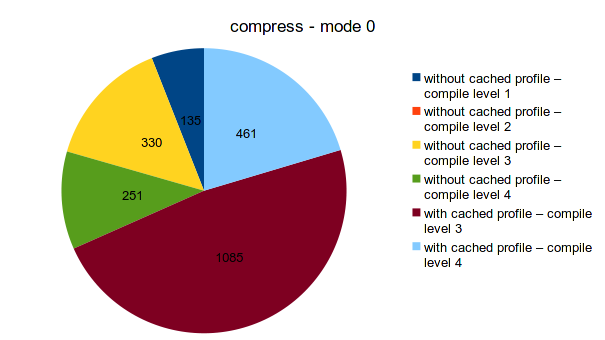 compress - mode 0
135
461
330
251
1085
without cached profile –
compile level 1
without cached profile –
compile level 2
without cached profile –
compile level 3
without cached profile –
compile level 4
with cached profile – compile
level 3
with cached profile – compile
level 4